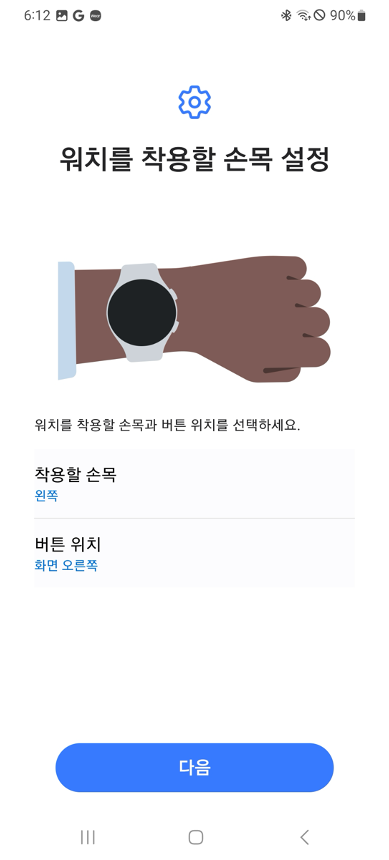 6:12
90%
워치를 착용할 손목 설정
워치를 착용할 손목과 버튼 위치를 선택하세요.
착용할 손목
왼쪽
버튼 위치
화면 오른쪽
다음